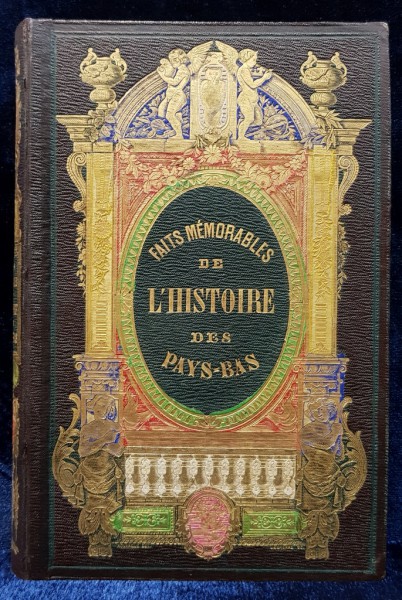 FAITS MÉMORABLES
DE
L'HISTOIRE
DES
PAYS-BAS